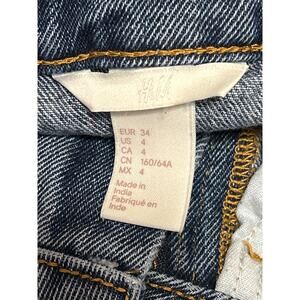 H&M
EUR 34
US 4
CA 4
CN 160/64A
MX 4
Made in
India
Fabriqué en
Inde